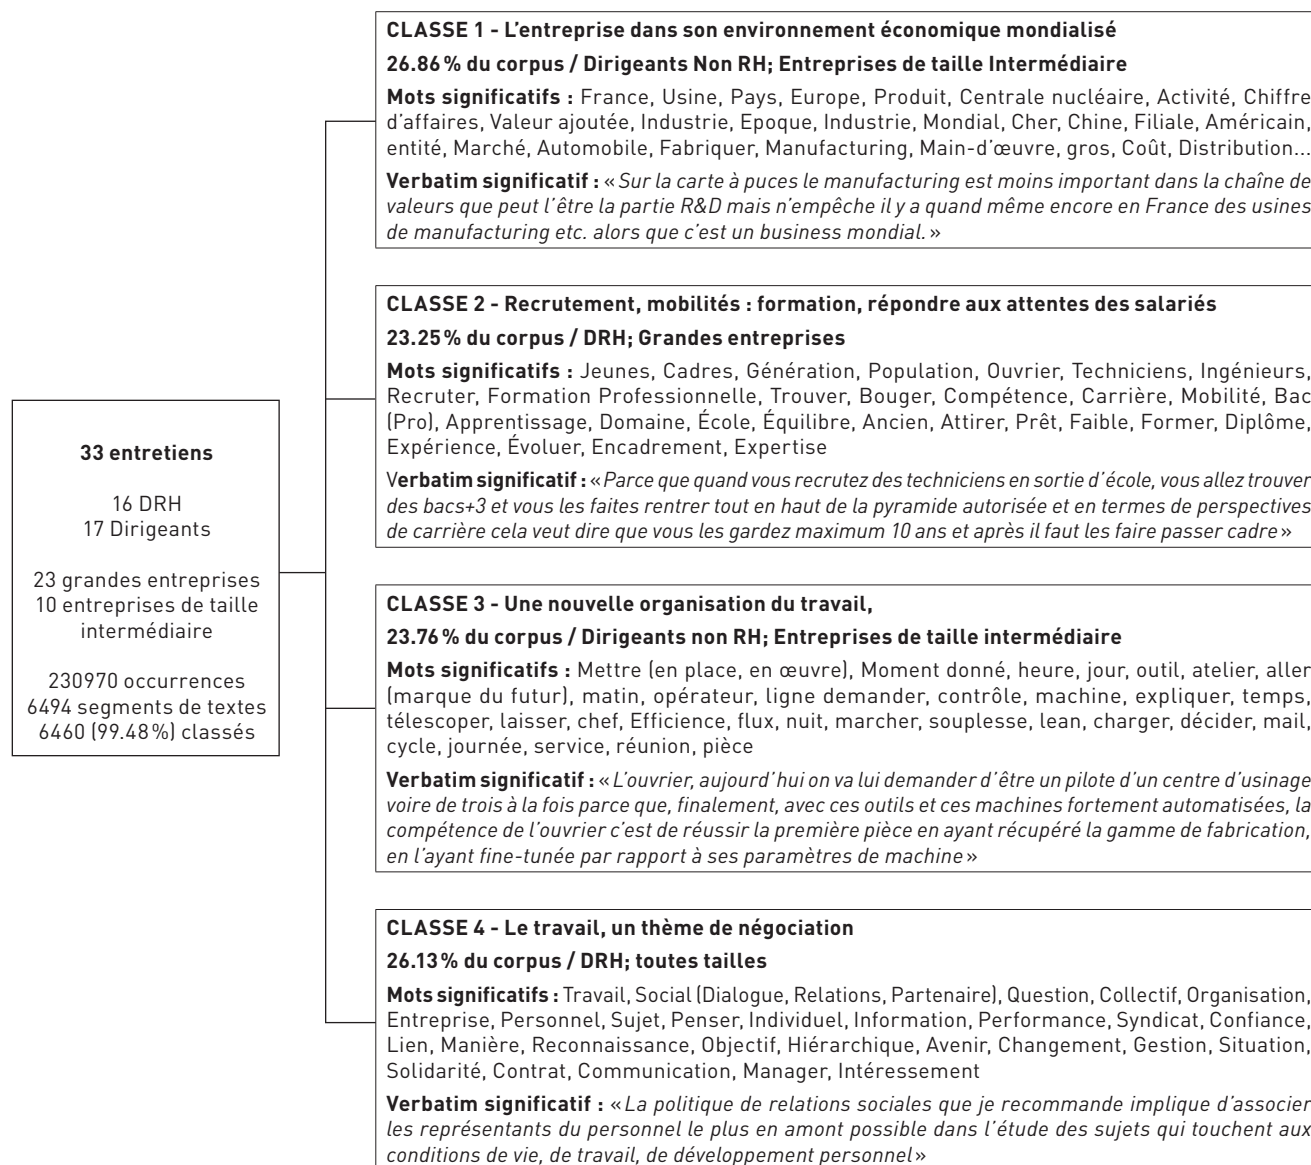 33 entretiens
16 DRH
17 Dirigeants
23 grandes entreprises
10 entreprises de taille
intermédiaire
230970 occurrences
6494 segments de textes
6460 (99.48 %) classés
CLASSE 1 - L’entreprise dans son environnement économique mondialisé
26.86 % du corpus / Dirigeants Non RH; Entreprises de taille Intermédiaire
Mots significatifs : France, Usine, Pays, Europe, Produit, Centrale nucléaire, Activité, Chiffre
d’affaires, Valeur ajoutée, Industrie, Epoque, Industrie, Mondial, Cher, Chine, Filiale, Américain,
entité, Marché, Automobile, Fabriquer, Manufacturing, Main-d’œuvre, gros, Coût, Distribution...
Verbatim significatif : « Sur la carte à puces le manufacturing est moins important dans la chaîne de
valeurs que peut l’être la partie R&D mais n’empêche il y a quand même encore en France des usines
de manufacturing etc. alors que c’est un business mondial. »
CLASSE 2 - Recrutement, mobilités : formation, répondre aux attentes des salariés
23.25 % du corpus / DRH; Grandes entreprises
Mots significatifs : Jeunes, Cadres, Génération, Population, Ouvrier, Techniciens, Ingénieurs,
Recruter, Formation Professionnelle, Trouver, Bouger, Compétence, Carrière, Mobilité, Bac
(Pro), Apprentissage, Domaine, École, Équilibre, Ancien, Attirer, Prêt, Faible, Former, Diplôme,
Expérience, Évoluer, Encadrement, Expertise
Verbatim significatif : « Parce que quand vous recrutez des techniciens en sortie d’école, vous allez trouver
des bacs+3 et vous les faites rentrer tout en haut de la pyramide autorisée et en termes de perspectives
de carrière cela veut dire que vous les gardez maximum 10 ans et après il faut les faire passer cadre »
CLASSE 3 - Une nouvelle organisation du travail,
23.76 % du corpus / Dirigeants non RH; Entreprises de taille intermédiaire
Mots significatifs : Mettre (en place, en œuvre), Moment donné, heure, jour, outil, atelier, aller
(marque du futur), matin, opérateur, ligne demander, contrôle, machine, expliquer, temps,
télescoper, laisser, chef, Efficience, flux, nuit, marcher, souplesse, lean, charger, décider, mail,
cycle, journée, service, réunion, pièce
Verbatim significatif : « L’ouvrier, aujourd’hui on va lui demander d’être un pilote d’un centre d’usinage
voire de trois à la fois parce que, finalement, avec ces outils et ces machines fortement automatisées, la
compétence de l’ouvrier c’est de réussir la première pièce en ayant récupéré la gamme de fabrication,
en l’ayant fine-tunée par rapport à ses paramètres de machine »
CLASSE 4 - Le travail, un thème de négociation
26.13 % du corpus / DRH; toutes tailles
Mots significatifs : Travail, Social (Dialogue, Relations, Partenaire), Question, Collectif, Organisation,
Entreprise, Personnel, Sujet, Penser, Individuel, Information, Performance, Syndicat, Confiance,
Lien, Manière, Reconnaissance, Objectif, Hiérarchique, Avenir, Changement, Gestion, Situation,
Solidarité, Contrat, Communication, Manager, Intéressement
Verbatim significatif : « La politique de relations sociales que je recommande implique d’associer
les représentants du personnel le plus en amont possible dans l’étude des sujets qui touchent aux
conditions de vie, de travail, de développement personnel »